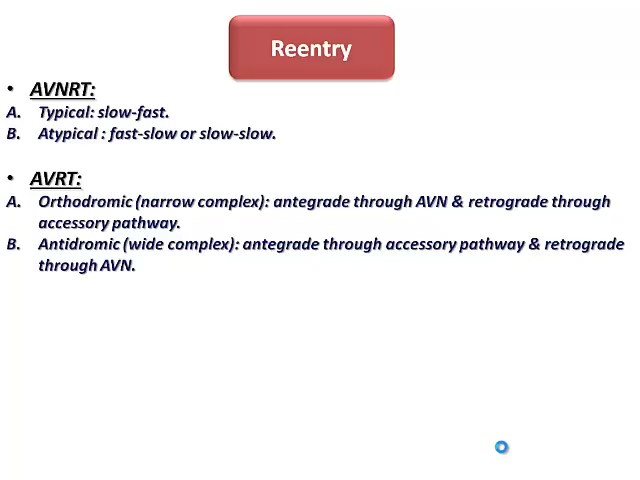 Reentry
• AVNRT:
A. Typical: slow-fast.
B. Atypical : fast-slow or slow-slow.
• AVRT:
A. Orthodromic (narrow complex): antegrade through AVN & retrograde through
accessory pathway.
B. Antidromic (wide complex): antegrade through accessory pathway & retrograde
through AVN.